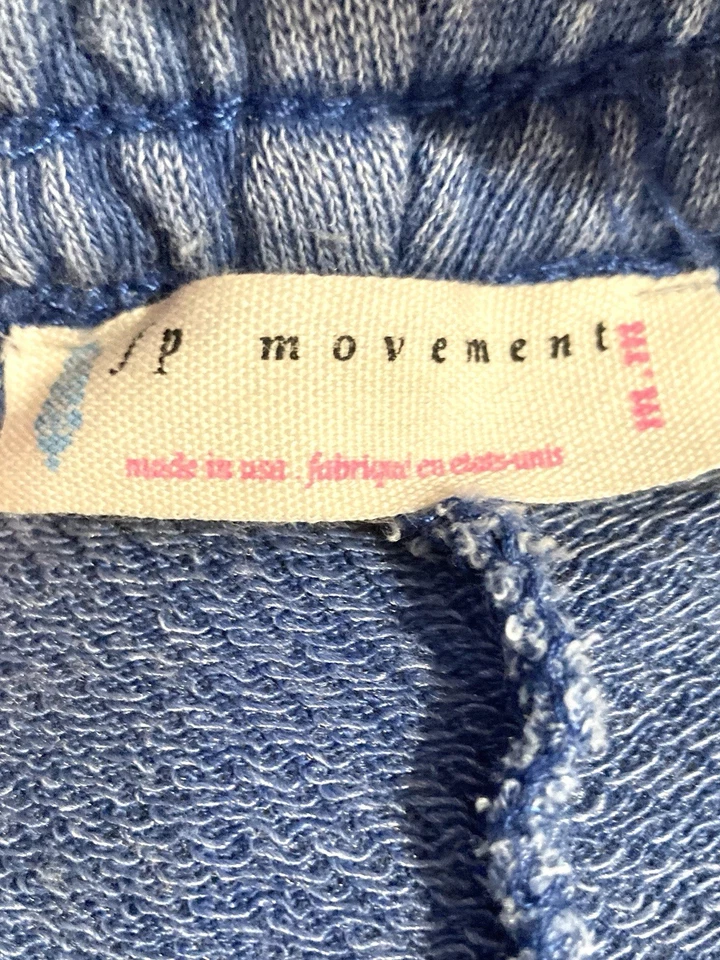 fp movement
m.m
made in usa . fabriqué en etats-unis